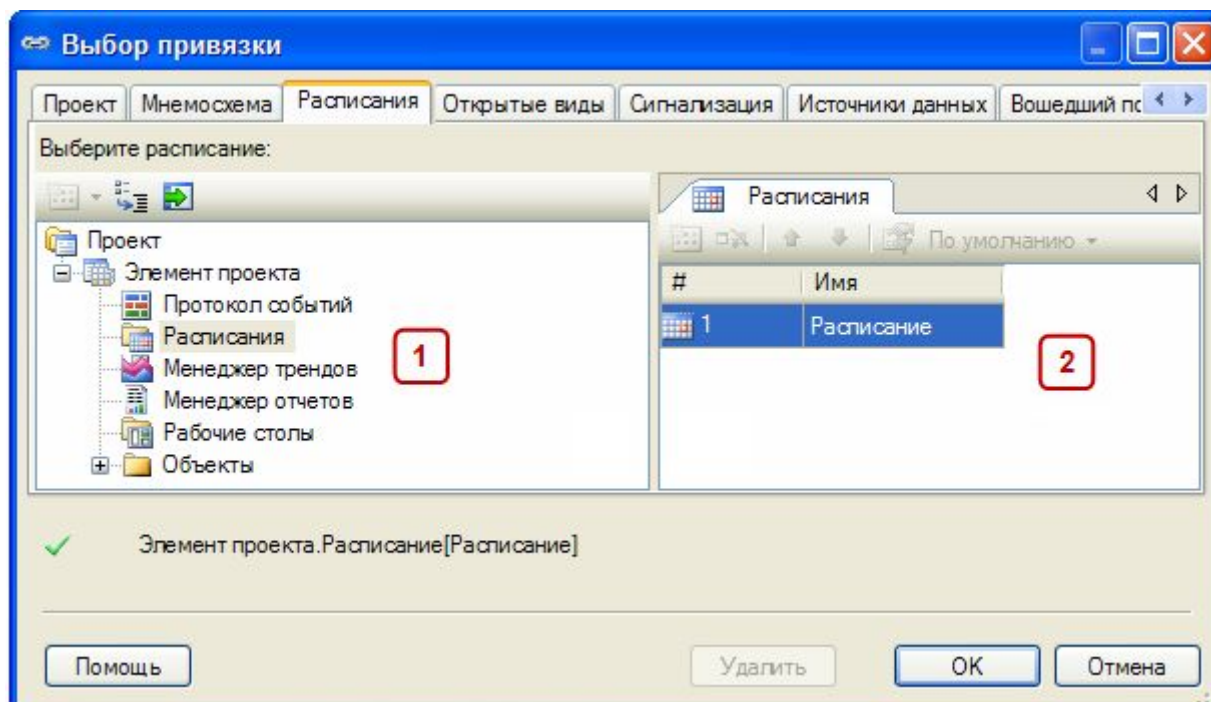 Выбор привязки
Проект Мнемосхема Расписания Открытые виды Сигнализация Источники данных Вошедший по
Выберите расписание:
Расписания
По умолчанию
Проект
Элемент проекта
Протокол событий
Расписания
Менеджер трендов
Менеджер отчетов
Рабочие столы
Объекты
1
# Имя
1 Расписание
2
Элемент проекта.Расписание[Расписание]
Помощь Удалить OK Отмена